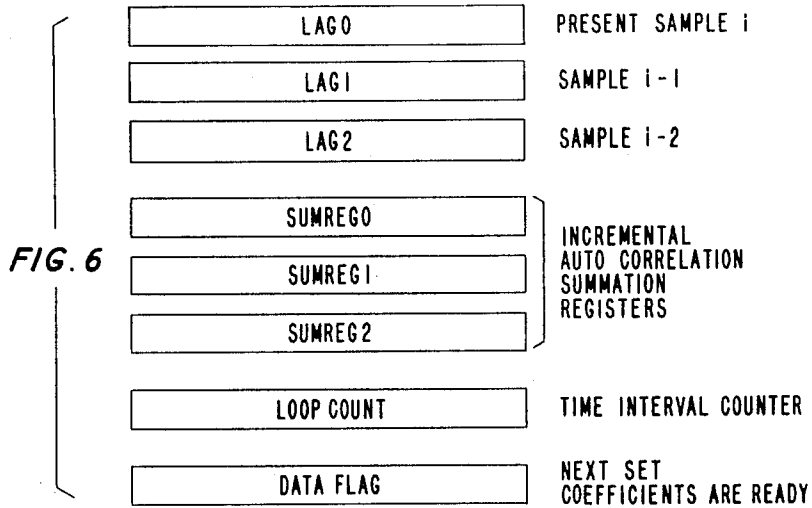 LAG0 PRESENT SAMPLE i
LAG1 SAMPLE i-1
LAG2 SAMPLE i-2
SUMREG0
FIG. 6
SUMREG1
SUMREG2
INCREMENTAL
AUTO CORRELATION
SUMMATION
REGISTERS
LOOP COUNT TIME INTERVAL COUNTER
DATA FLAG
NEXT SET
COEFFICIENTS ARE READY